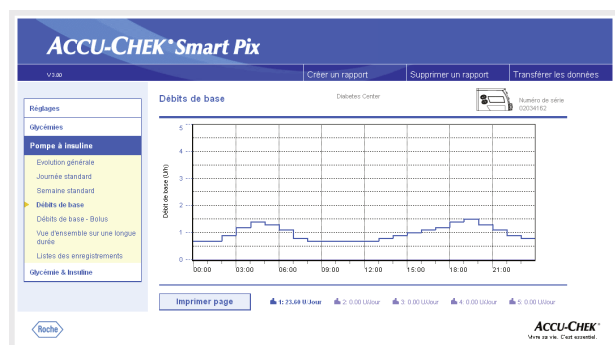 ACCU-CHEK® Smart Pix
V 3.00
Créer un rapport
Supprimer un rapport
Transférer les données
Réglages
Glycémies
Pompe à insuline
Evolution générale
Journée standard
Semaine standard
Débits de base
Débits de base - Bolus
Vue d'ensemble sur une longue
durée
Listes des enregistrements
Glycémie & Insuline
Débits de base
Diabetes Center
Numéro de série
02034162
Débit de base (U/h)
5
4
3
2
1
0
00:00 03:00 06:00 09:00 12:00 15:00 18:00 21:00
Imprimer page
1: 23.60 U/Jour
2: 0.00 U/Jour
3: 0.00 U/Jour
4: 0.00 U/Jour
5: 0.00 U/Jour
Roche
ACCU-CHEK®
Vivre sa vie. C'est essentiel.